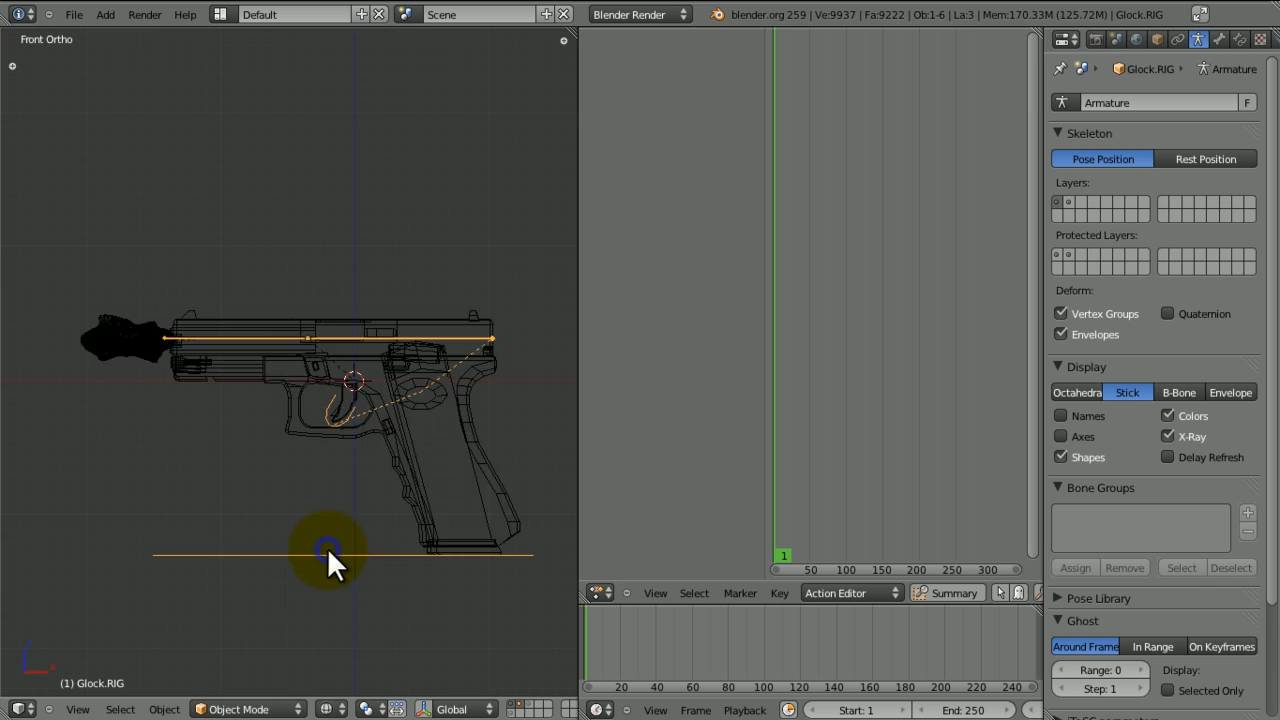 File Add Render Help Default Scene Blender Render blender.org 259 | Ve:9937 | Fa:9222 | Ob:1-6 | La:3 | Mem:170.33M (125.72M) | Glock.RIG
Front Ortho
Glock.RIG Armature
Armature F
Skeleton
Pose Position Rest Position
Layers:
Protected Layers:
Deform:
Vertex Groups Quaternion
Envelopes
Display
Octahedra Stick B-Bone Envelope
Names Colors
Axes X-Ray
Shapes Delay Refresh
Bone Groups
Assign Remove Select Deselect
Pose Library
Ghost
Around Frame In Range On Keyframes
Range: 0 Display:
Step: 1 Selected Only
1
50 100 150 200 250 300
View Select Marker Key Action Editor Summary
20 40 60 80 100 120 140 160 180 200 220 240
(1) Glock.RIG
View Select Object Object Mode Global
View Frame Playback Start: 1 End: 250